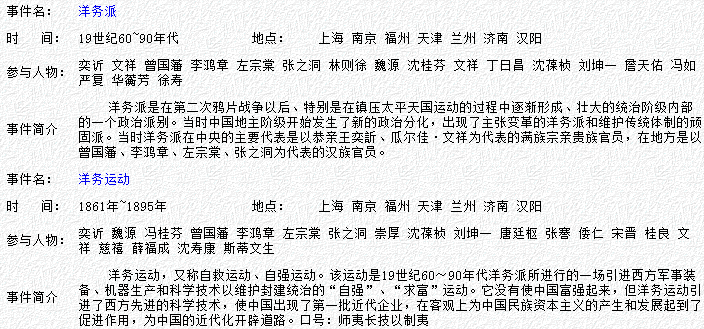 事件名： 洋务派
时 间： 19世纪60~90年代 地点： 上海 南京 福州 天津 兰州 济南 汉阳
参与人物： 奕䜣 文祥 曾国藩 李鸿章 左宗棠 张之洞 林则徐 魏源 沈桂芬 文祥 丁日昌 沈葆桢 刘坤一 詹天佑 冯如
严复 华蘅芳 徐寿
事件简介 洋务派是在第二次鸦片战争以后、特别是在镇压太平天国运动的过程中逐渐形成、壮大的统治阶级内部
的一个政治派别。当时中国地主阶级开始发生了新的政治分化，出现了主张变革的洋务派和维护传统体制的顽
固派。当时洋务派在中央的主要代表是以恭亲王奕訢、瓜尔佳·文祥为代表的满族宗亲贵族官员，在地方是以
曾国藩、李鸿章、左宗棠、张之洞为代表的汉族官员。
事件名： 洋务运动
时 间： 1861年~1895年 地点： 上海 南京 福州 天津 兰州 济南 汉阳
参与人物： 奕䜣 魏源 冯桂芬 曾国藩 李鸿章 左宗棠 张之洞 崇厚 沈葆桢 刘坤一 唐廷枢 张謇 倭仁 宋晋 桂良 文
祥 慈禧 薛福成 沈寿康 斯蒂文生
事件简介 洋务运动，又称自救运动、自强运动。该运动是19世纪60～90年代洋务派所进行的一场引进西方军事装
备、机器生产和科学技术以维护封建统治的“自强”、“求富”运动。它没有使中国富强起来，但洋务运动引
进了西方先进的科学技术，使中国出现了第一批近代企业，在客观上为中国民族资本主义的产生和发展起到了
促进作用，为中国的近代化开辟道路。口号：师夷长技以制夷